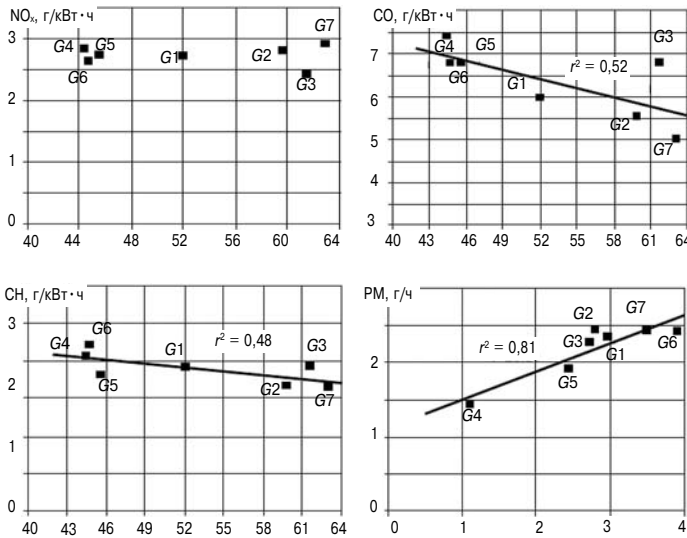 NOₓ, г/кВт·ч
3
2
1
0
G4
G5
G6
G1
G2
G7
G3
40 44 48 52 56 60 64
CO, г/кВт·ч
7
6
5
4
3
G4
G5
G6
G1
G3
r² = 0,52
G2
G7
40 43 46 49 52 55 58 61 64
CH, г/кВт·ч
3
2
1
0
G6
G4
G5
G1
r² = 0,48
G3
G2
G7
40 43 46 49 52 55 58 61 64
PM, г/ч
2
1
0
G2
G7
r² = 0,81
G3
G1
G6
G5
G4
0 1 2 3 4